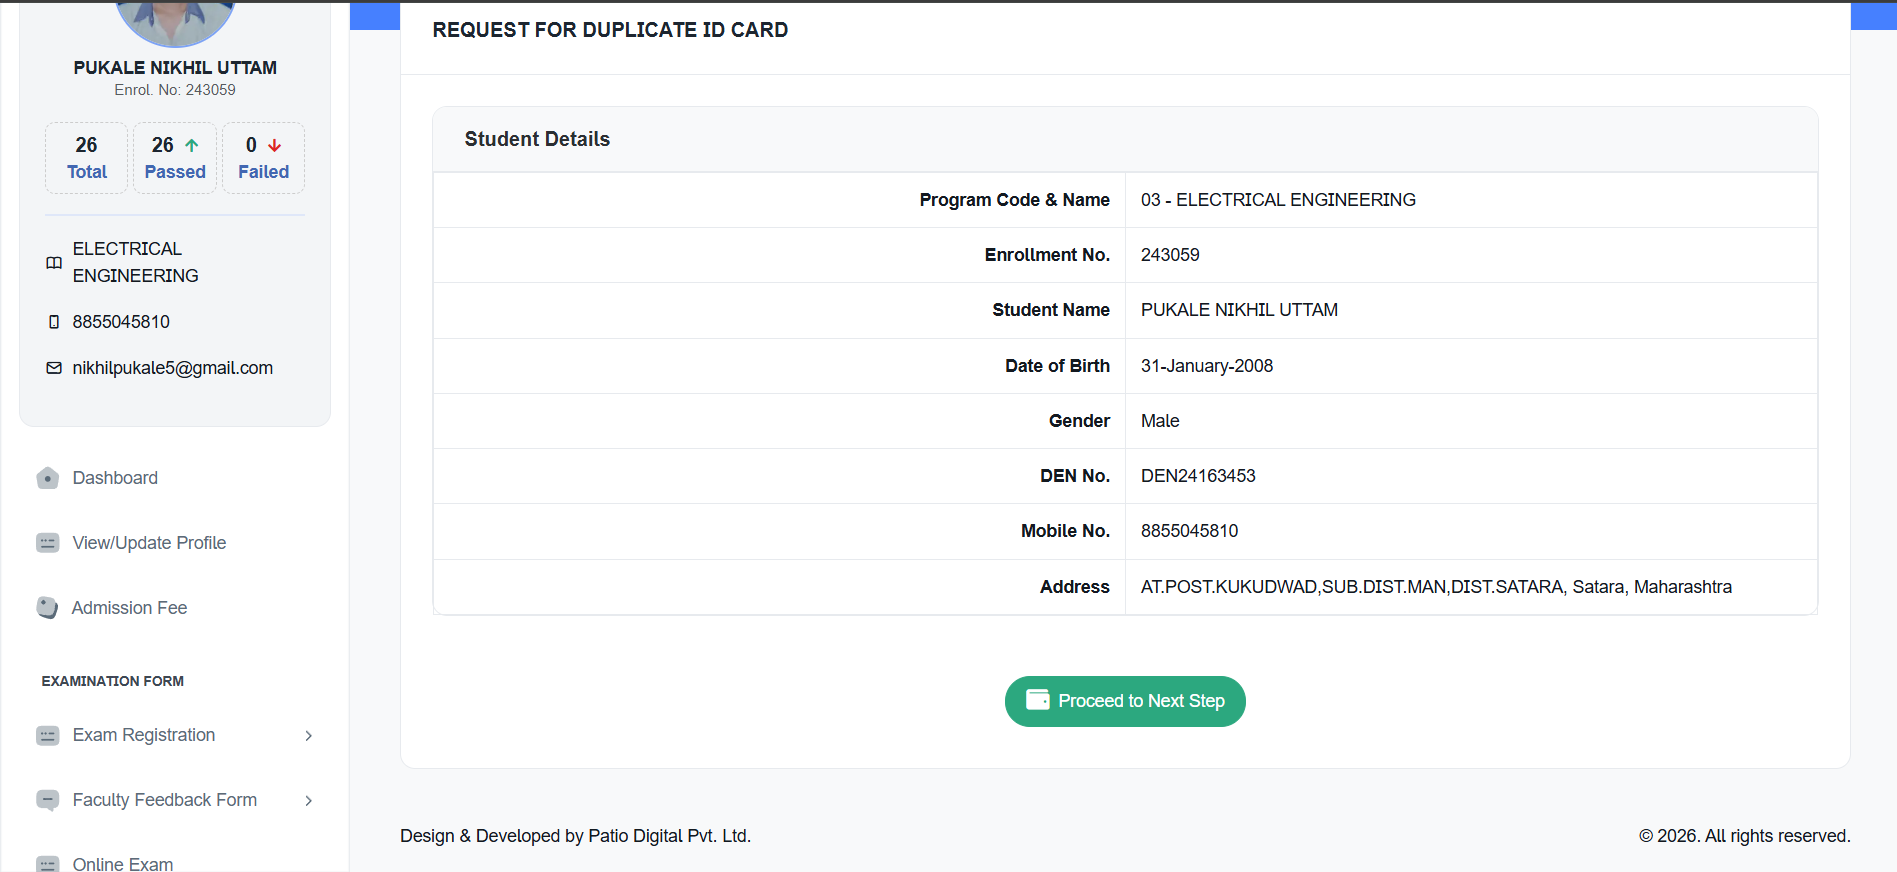 PUKALE NIKHIL UTTAM
Enrol. No: 243059
26
Total
26
Passed
0
Failed
ELECTRICAL
ENGINEERING
8855045810
nikhilpukale5@gmail.com
Dashboard
View/Update Profile
Admission Fee
EXAMINATION FORM
Exam Registration
Faculty Feedback Form
Online Exam
REQUEST FOR DUPLICATE ID CARD
Student Details
Program Code & Name 03 - ELECTRICAL ENGINEERING
Enrollment No. 243059
Student Name PUKALE NIKHIL UTTAM
Date of Birth 31-January-2008
Gender Male
DEN No. DEN24163453
Mobile No. 8855045810
Address AT.POST.KUKUDWAD,SUB.DIST.MAN,DIST.SATARA, Satara, Maharashtra
Proceed to Next Step
Design & Developed by Patio Digital Pvt. Ltd.
© 2026. All rights reserved.